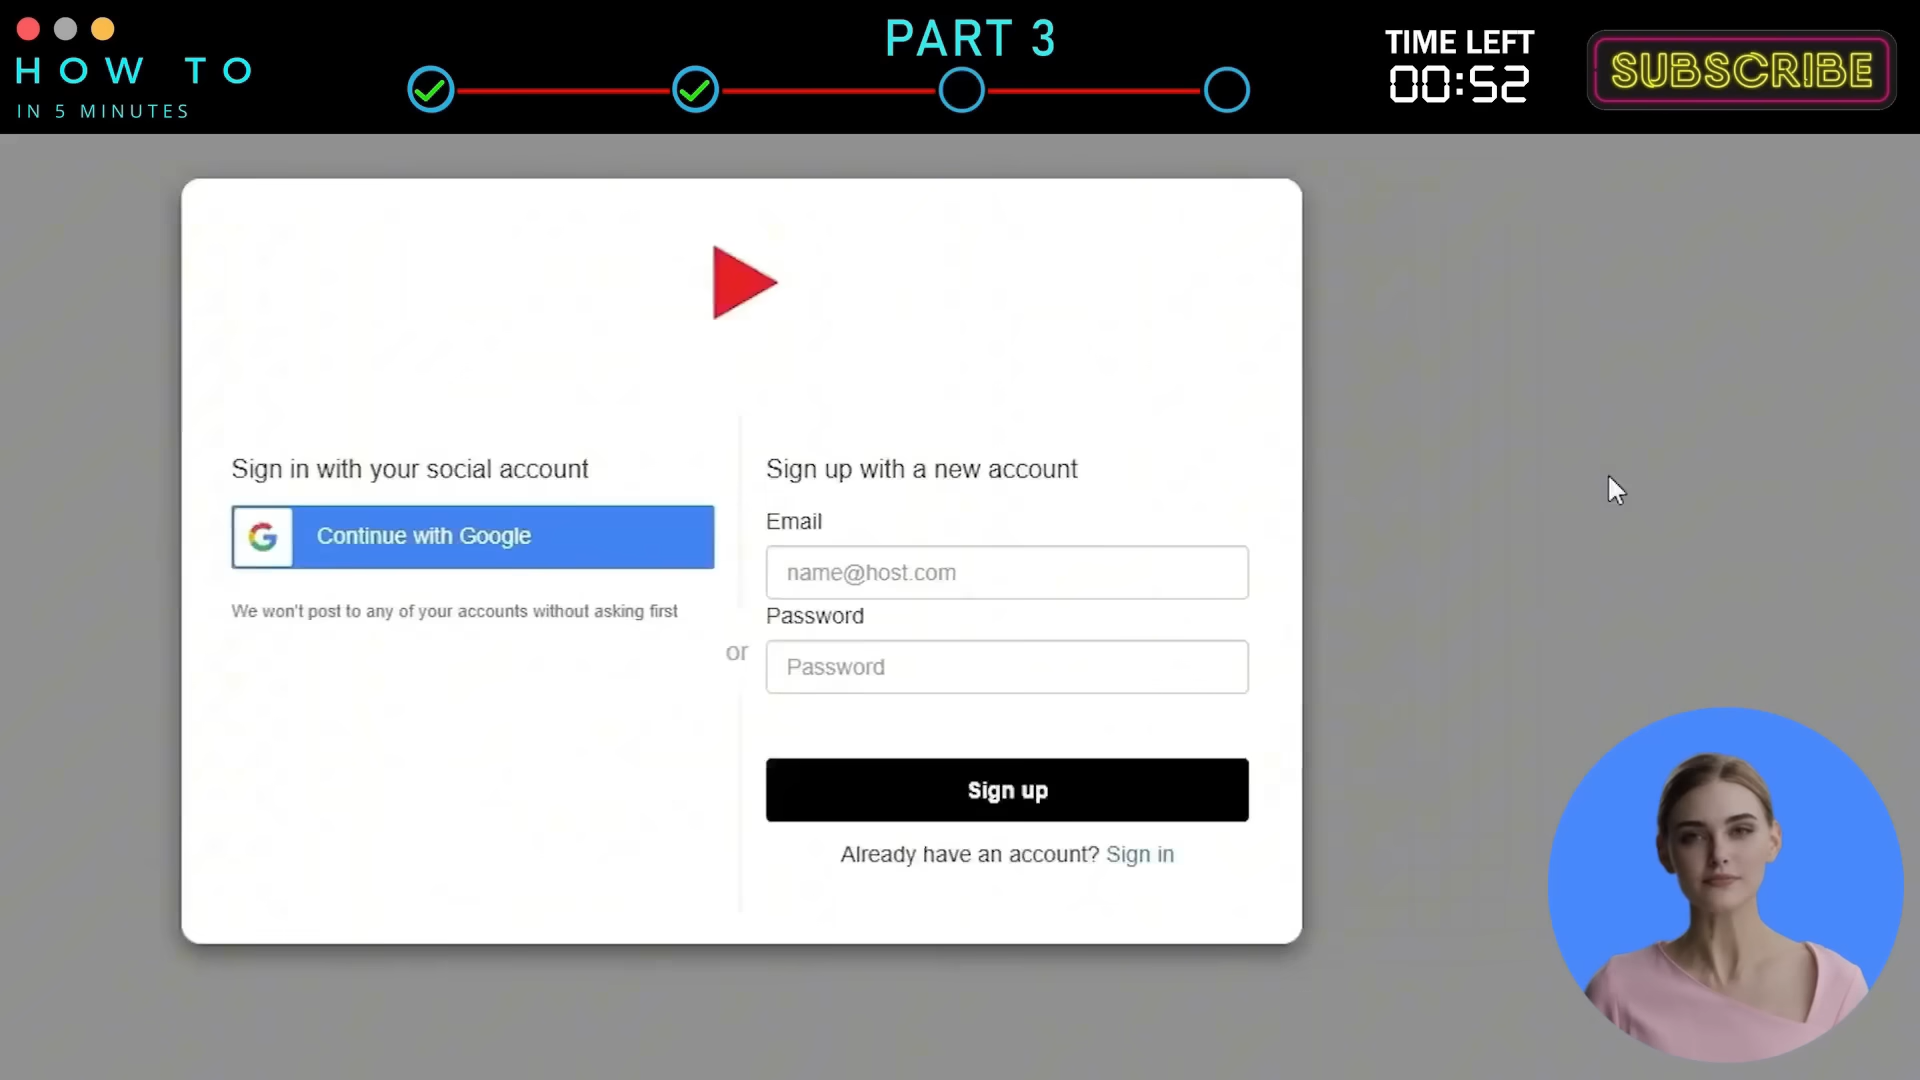 HOW TO
IN 5 MINUTES
PART 3
TIME LEFT
00:52
SUBSCRIBE
Sign in with your social account
G Continue with Google
We won't post to any of your accounts without asking first
or
Sign up with a new account
Email
name@host.com
Password
Password
Sign up
Already have an account? Sign in